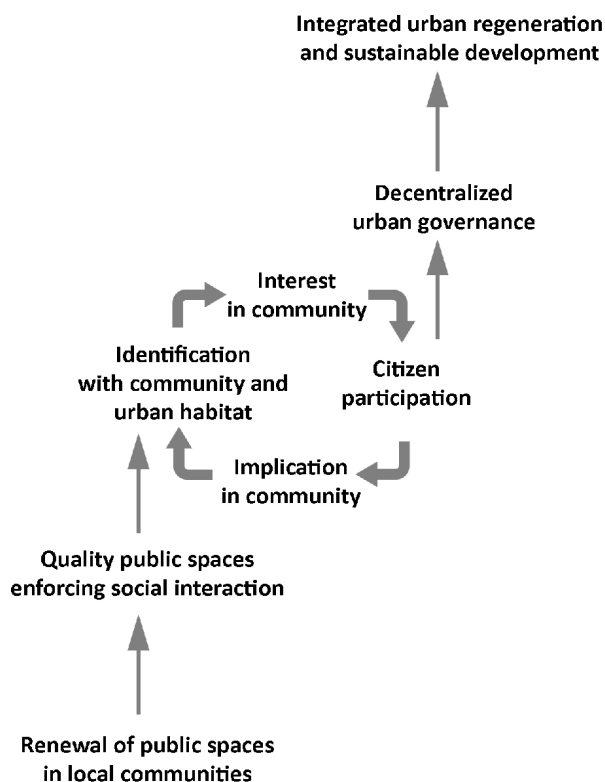 Integrated urban regeneration
and sustainable development
Decentralized
urban governance
Interest
in community
Identification
with community and
urban habitat
Citizen
participation
Implication
in community
Quality public spaces
enforcing social interaction
Renewal of public spaces
in local communities